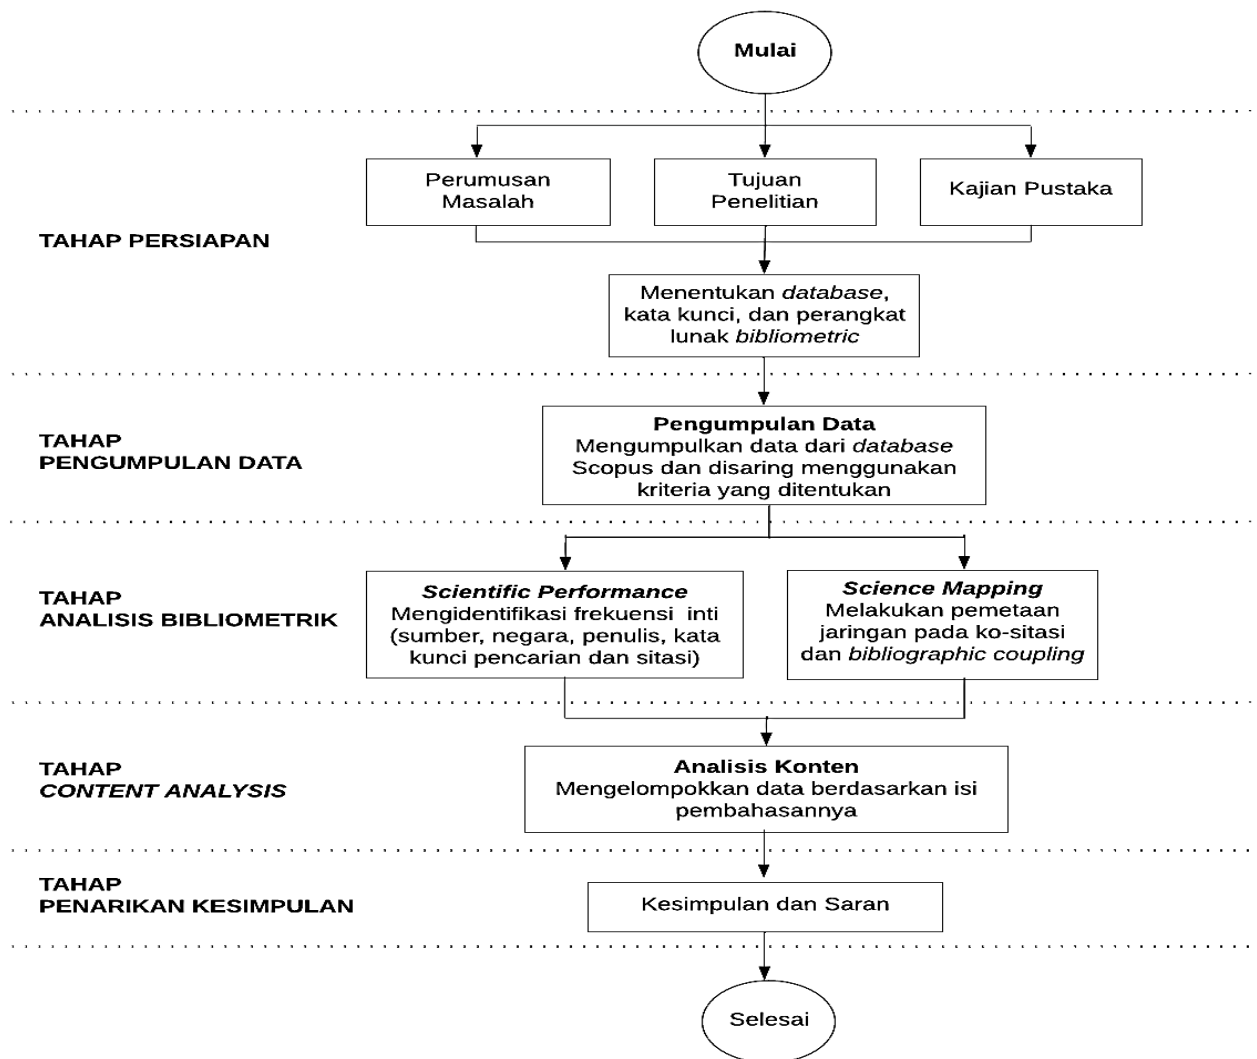 Mulai
Perumusan
Masalah
Tujuan
Penelitian
Kajian Pustaka
TAHAP PERSIAPAN
Menentukan database,
kata kunci, dan perangkat
lunak bibliometric
TAHAP
PENGUMPULAN DATA
Pengumpulan Data
Mengumpulkan data dari database
Scopus dan disaring menggunakan
kriteria yang ditentukan
TAHAP
ANALISIS BIBLIOMETRIK
Scientific Performance
Mengidentifikasi frekuensi inti
(sumber, negara, penulis, kata
kunci pencarian dan sitasi)
Science Mapping
Melakukan pemetaan
jaringan pada ko-sitasi
dan bibliographic coupling
TAHAP
CONTENT ANALYSIS
Analisis Konten
Mengelompokkan data berdasarkan isi
pembahasannya
TAHAP
PENARIKAN KESIMPULAN
Kesimpulan dan Saran
Selesai